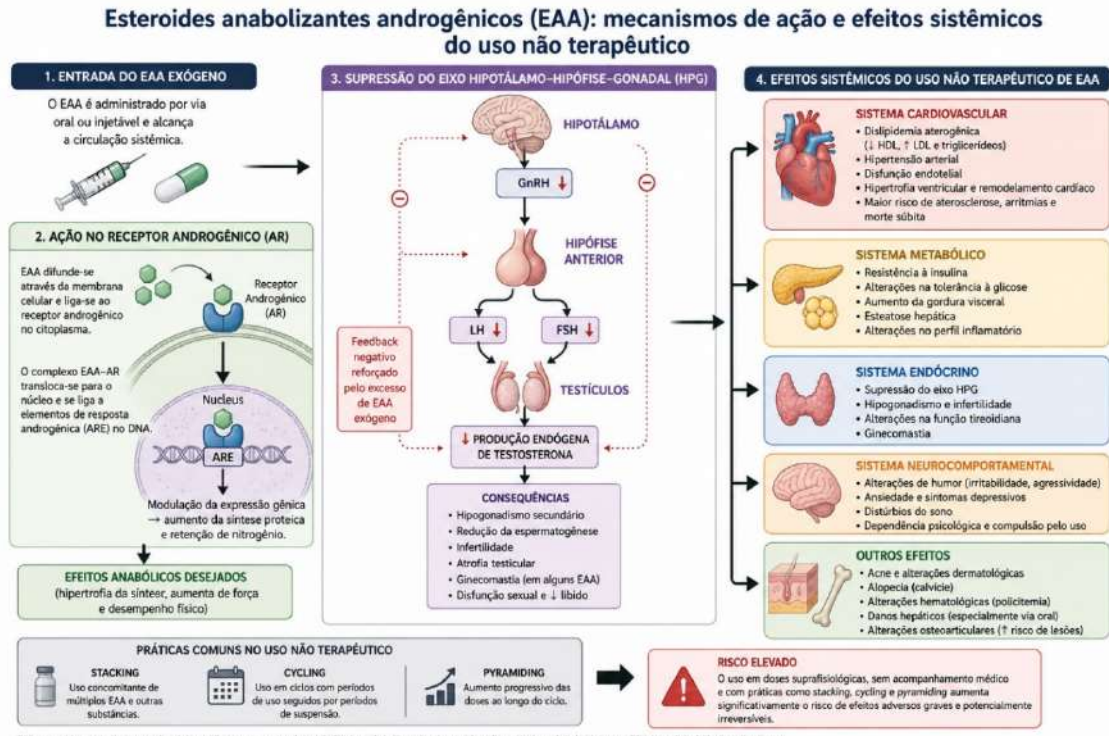 Esteroides anabolizantes androgênicos (EAA): mecanismos de ação e efeitos sistêmicos
do uso não terapêutico
1. ENTRADA DO EAA EXÓGENO
O EAA é administrado por via
oral ou injetável e alcança
a circulação sistêmica.
2. AÇÃO NO RECEPTOR ANDROGÊNICO (AR)
EAA difunde-se
através da membrana
celular e liga-se ao
receptor androgênico
no citoplasma.
Receptor
Androgênico
(AR)
O complexo EAA–AR
transloca-se para o
núcleo e se liga a
elementos de resposta
androgênica (ARE) no DNA.
Nucleus
ARE
Modulação da expressão gênica
→ aumento da síntese proteica
e retenção de nitrogênio.
EFEITOS ANABÓLICOS DESEJADOS
(hipertrofia da sínteer, aumenta de força
e desempenho físico)
3. SUPRESSÃO DO EIXO HIPOTÁLAMO–HIPÓFISE–GONADAL (HPG)
HIPOTÁLAMO
GnRH ↓
HIPÓFISE
ANTERIOR
LH ↓
FSH ↓
TESTÍCULOS
Feedback
negativo
reforçado
pelo excesso
de EAA
exógeno
↓ PRODUÇÃO ENDÓGENA
DE TESTOSTERONA
CONSEQUÊNCIAS
• Hipogonadismo secundário
• Redução da espermatogênese
• Infertilidade
• Atrofia testicular
• Ginecomastia (em alguns EAA)
• Disfunção sexual e ↓ libido
4. EFEITOS SISTÊMICOS DO USO NÃO TERAPÊUTICO DE EAA
SISTEMA CARDIOVASCULAR
• Dislipidemia aterogênica
(↓ HDL, ↑ LDL e triglicerídeos)
• Hipertensão arterial
• Disfunção endotelial
• Hipertrofia ventricular e remodelamento cardíaco
• Maior risco de aterosclerose, arritmias e
morte súbita
SISTEMA METABÓLICO
• Resistência à insulina
• Alterações na tolerância à glicose
• Aumento da gordura visceral
• Esteatose hepática
• Alterações no perfil inflamatório
SISTEMA ENDÓCRINO
• Supressão do eixo HPG
• Hipogonadismo e infertilidade
• Alterações na função tireoidiana
• Ginecomastia
SISTEMA NEUROCOMPORTAMENTAL
• Alterações de humor (irritabilidade, agressividade)
• Ansiedade e sintomas depressivos
• Distúrbios do sono
• Dependência psicológica e compulsão pelo uso
OUTROS EFEITOS
• Acne e alterações dermatológicas
• Alopecia (calvície)
• Alterações hematológicas (policitemia)
• Danos hepáticos (especialmente via oral)
• Alterações osteoarticulares (↑ risco de lesões)
PRÁTICAS COMUNS NO USO NÃO TERAPÊUTICO
STACKING
Uso concomitante de
múltiplos EAA e outras
substâncias.
CYCLING
Uso em ciclos com períodos
de uso seguidos por períodos
de suspensão.
PYRAMIDING
Aumento progressivo das
doses ao longo do ciclo.
RISCO ELEVADO
O uso em doses suprafisiológicas, sem acompanhamento médico
e com práticas como stacking, cycling e pyramiding aumenta
significativamente o risco de efeitos adversos graves e potencialmente
irreversíveis.